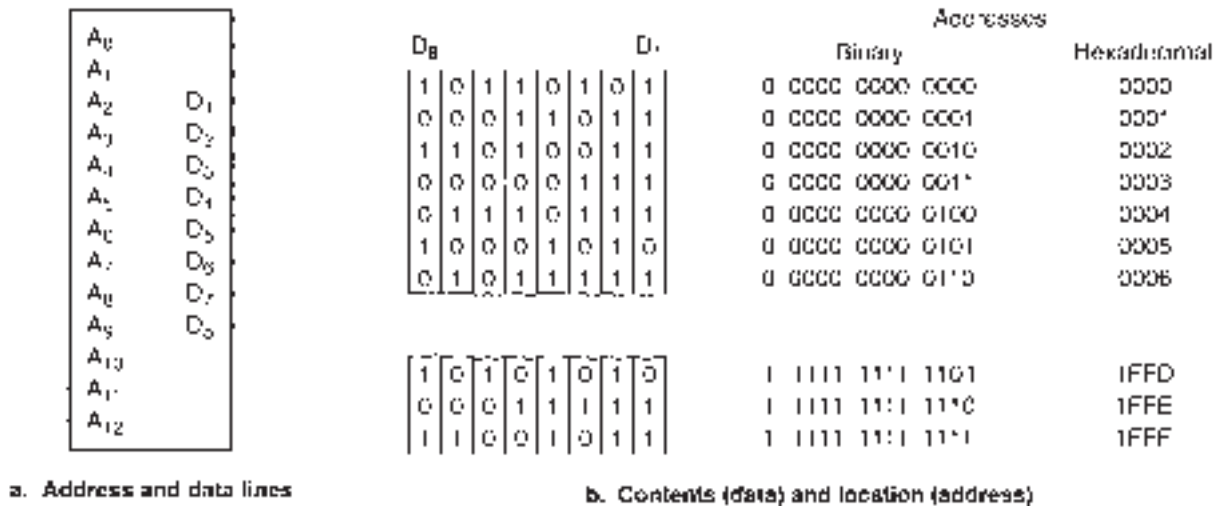 A0
A1
A2 D1
A3 D2
A4 D3
A5 D4
A6 D5
A7 D6
A8 D7
A9 D8
A10
A11
A12
a. Address and data lines
Addresses
D8 D1 Binary Hexadecimal
1 0 1 1 0 1 0 1 0 0000 0000 0000 0000
0 0 0 1 1 0 1 1 0 0000 0000 0001 0001
1 1 0 1 0 0 1 1 0 0000 0000 0010 0002
0 0 0 0 0 1 1 1 0 0000 0000 0011 0003
0 1 1 1 0 1 1 1 0 0000 0000 0100 0004
1 0 0 0 1 0 1 0 0 0000 0000 0101 0005
0 1 0 1 1 1 1 1 0 0000 0000 0110 0006
1 0 1 0 1 0 1 0 1 1111 1111 1101 1FFD
0 0 0 1 1 1 1 1 1 1111 1111 1110 1FFE
1 1 0 0 1 0 1 1 1 1111 1111 1111 1FFF
b. Contents (data) and location (address)